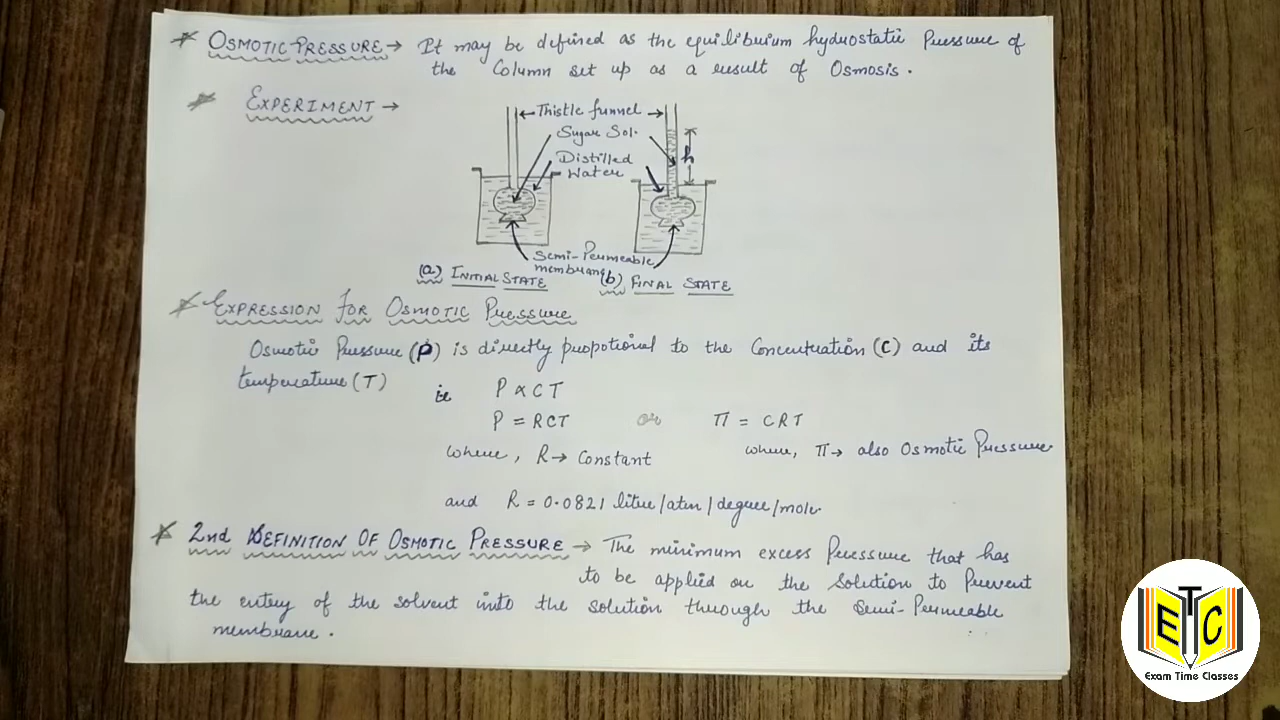 * OSMOTIC PRESSURE → It may be defined as the equilibrium hydrostatic Pressure of
the Column set up as a result of Osmosis.
* EXPERIMENT →
Thistle funnel
Sugar Sol.
Distilled
Water
h
Semi-Permeable
membrane
(a) INITIAL STATE
(b) FINAL STATE
* EXPRESSION FOR OSMOTIC PRESSURE
Osmotic Pressure (P) is directly propotional to the Concentration (C) and its
temperature (T)
ie P ∝ CT
P = RCT or π = CRT
where, R → Constant where, π → also Osmotic Pressure
and R = 0.0821 litre/atm/degree/mole.
* 2nd DEFINITION OF OSMOTIC PRESSURE → The minimum excess Pressure that has
to be applied on the solution to Prevent
the entry of the solvent into the solution through the Semi-Permeable
membrane.
ETC
Exam Time Classes